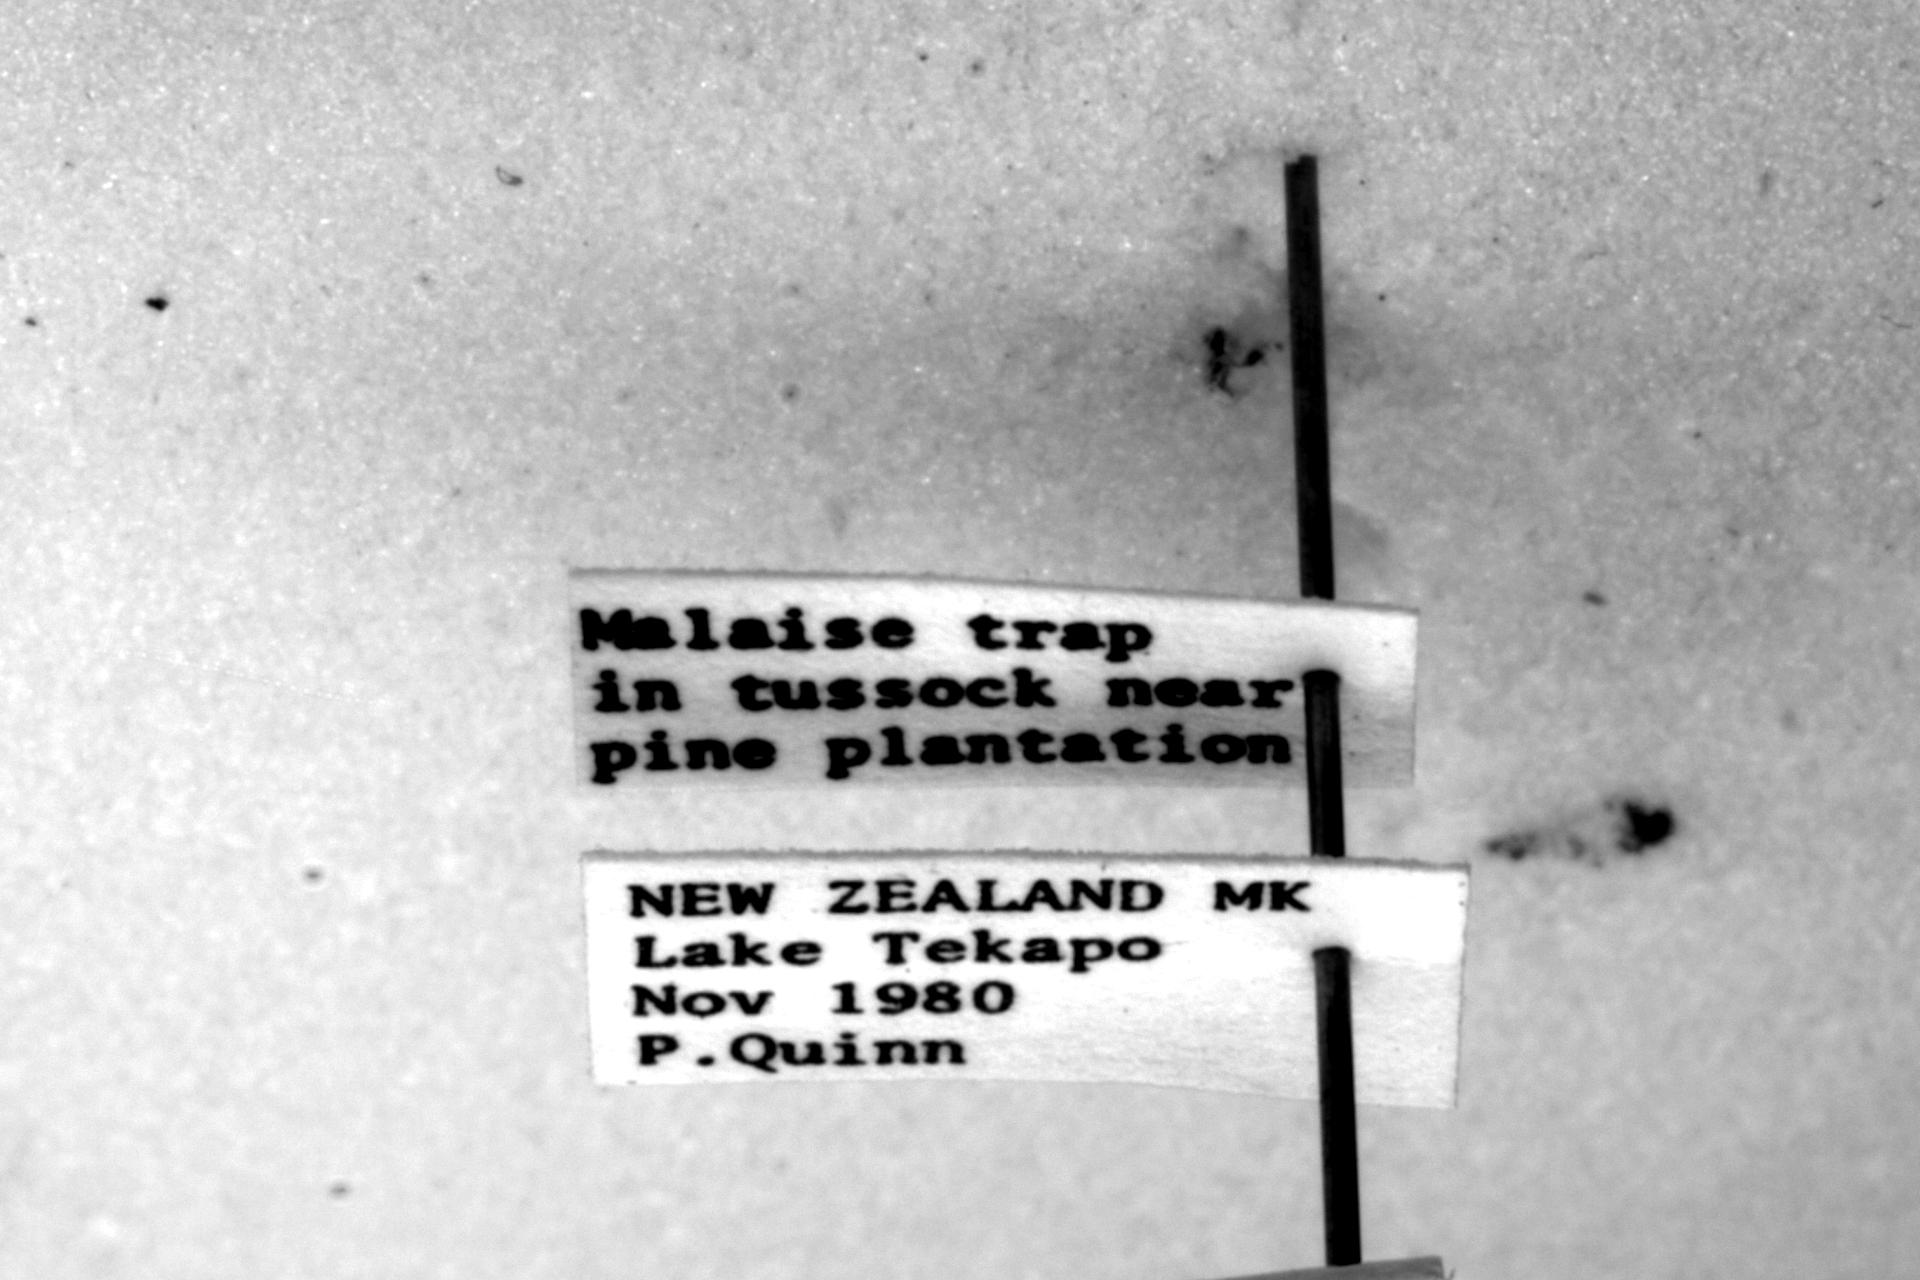 Malaise trap
in tussock near
pine plantation
NEW ZEALAND MK
Lake Tekapo
Nov 1980
P.Quinn